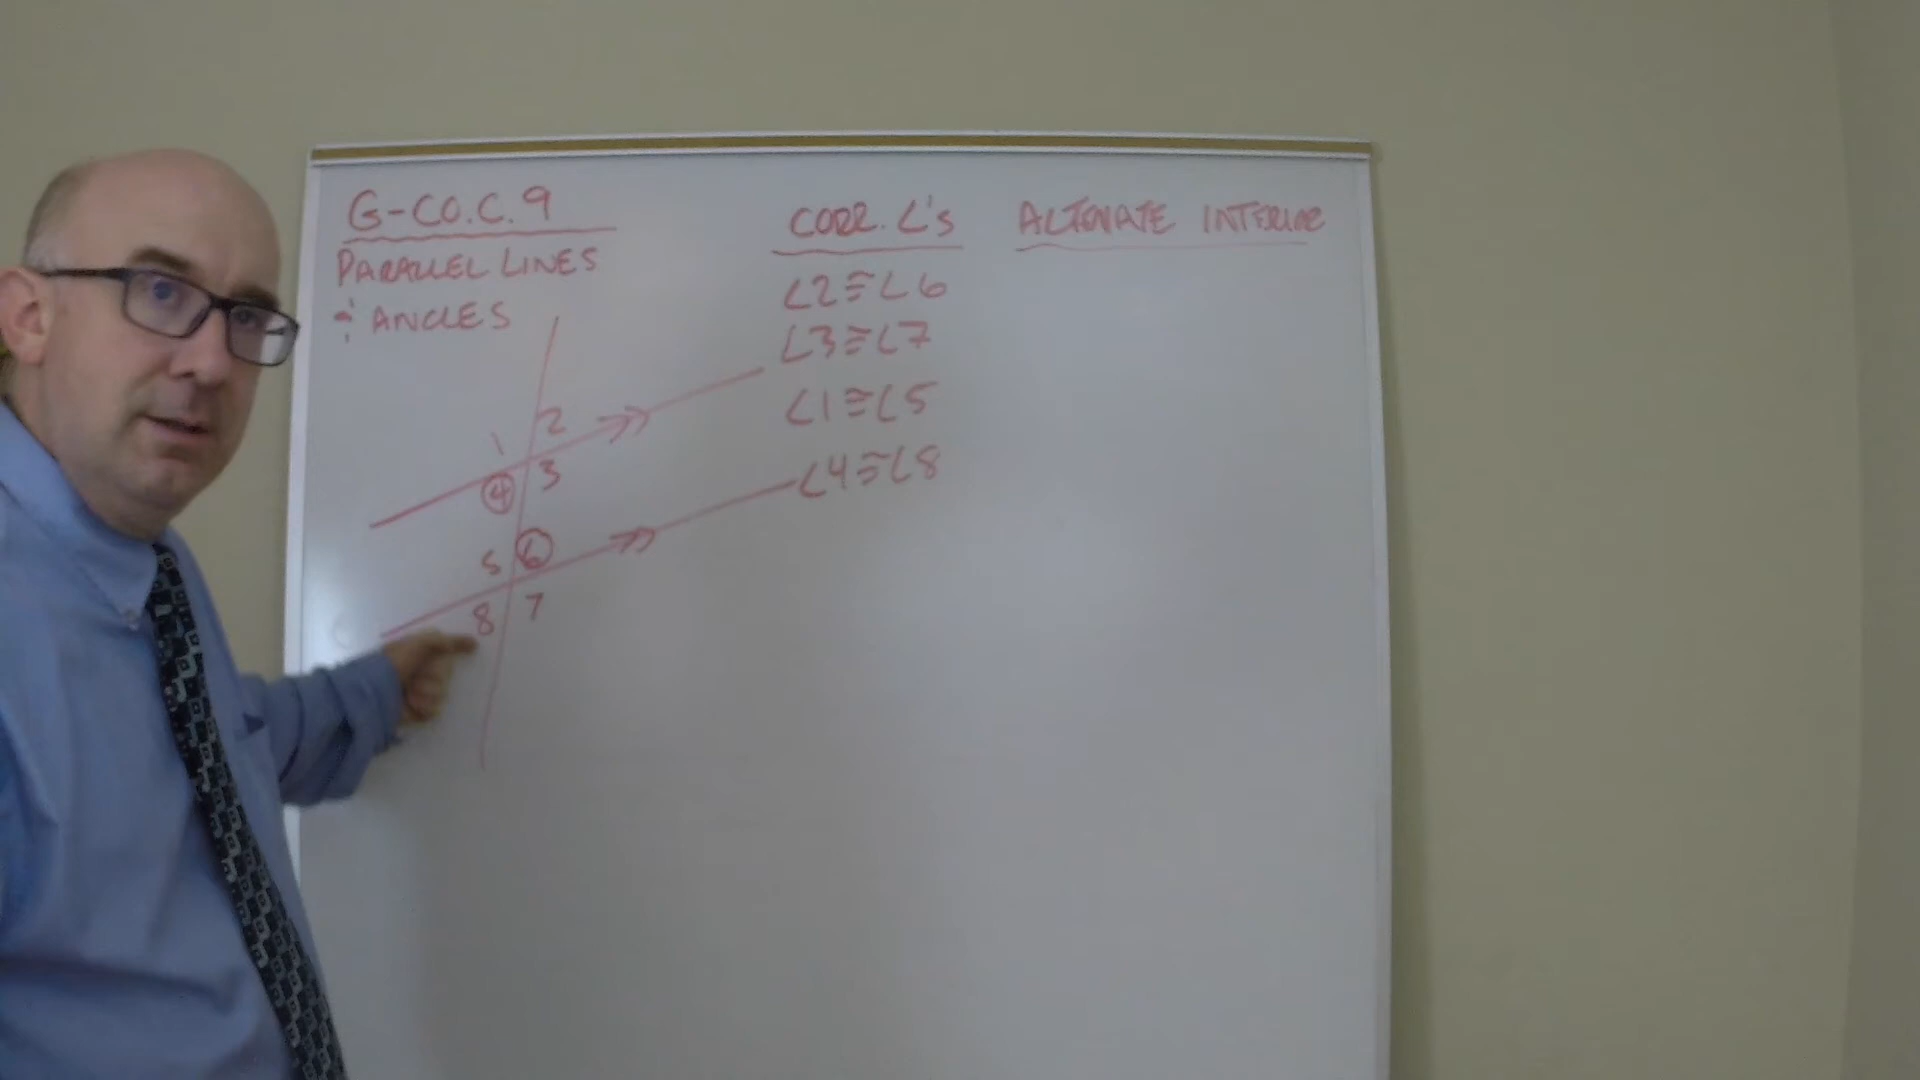 G-CO.C.9
PARALLEL LINES
& ANGLES
1
2
4
3
5
6
8
7
CORR. ∠'s
∠2≅∠6
∠3≅∠7
∠1≅∠5
∠4≅∠8
ALTERNATE INTERIOR